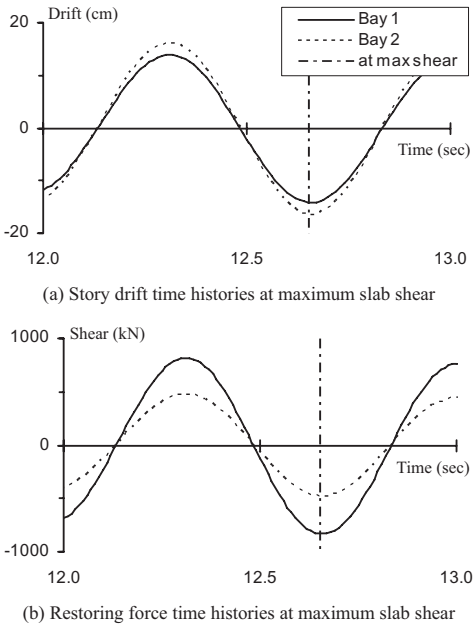 20
Drift (cm)
Bay 1
Bay 2
at max shear
0
Time (sec)
-20
12.0
12.5
13.0
(a) Story drift time histories at maximum slab shear
1000
Shear (kN)
0
Time (sec)
-1000
12.0
12.5
13.0
(b) Restoring force time histories at maximum slab shear